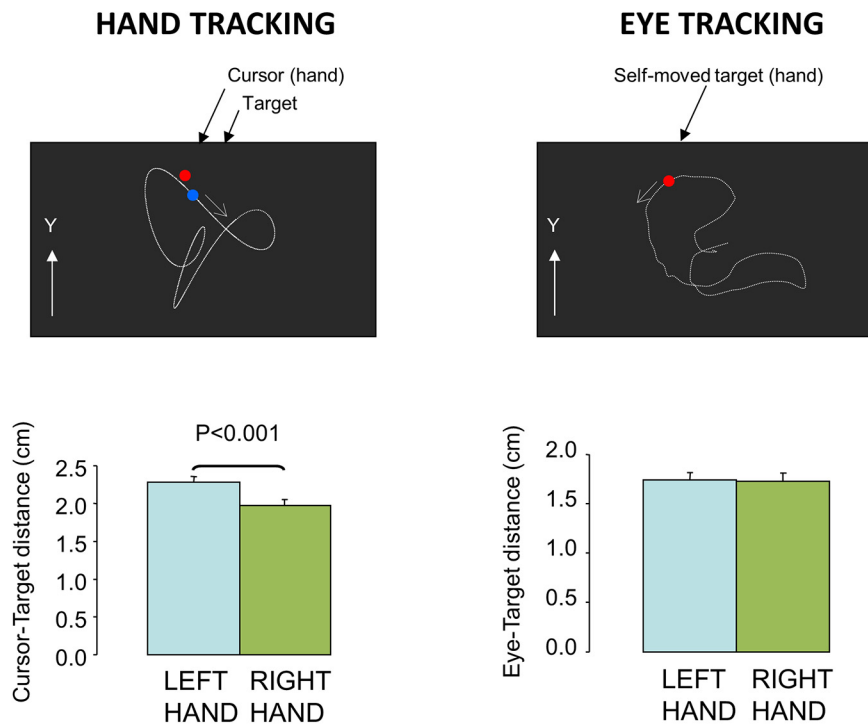 HAND TRACKING
Cursor (hand)
Target
Y
P<0.001
Cursor-Target distance (cm)
2.5
2.0
1.5
1.0
0.5
0.0
LEFT HAND
RIGHT HAND
EYE TRACKING
Self-moved target (hand)
Y
Eye-Target distance (cm)
2.0
1.5
1.0
0.5
0.0
LEFT HAND
RIGHT HAND